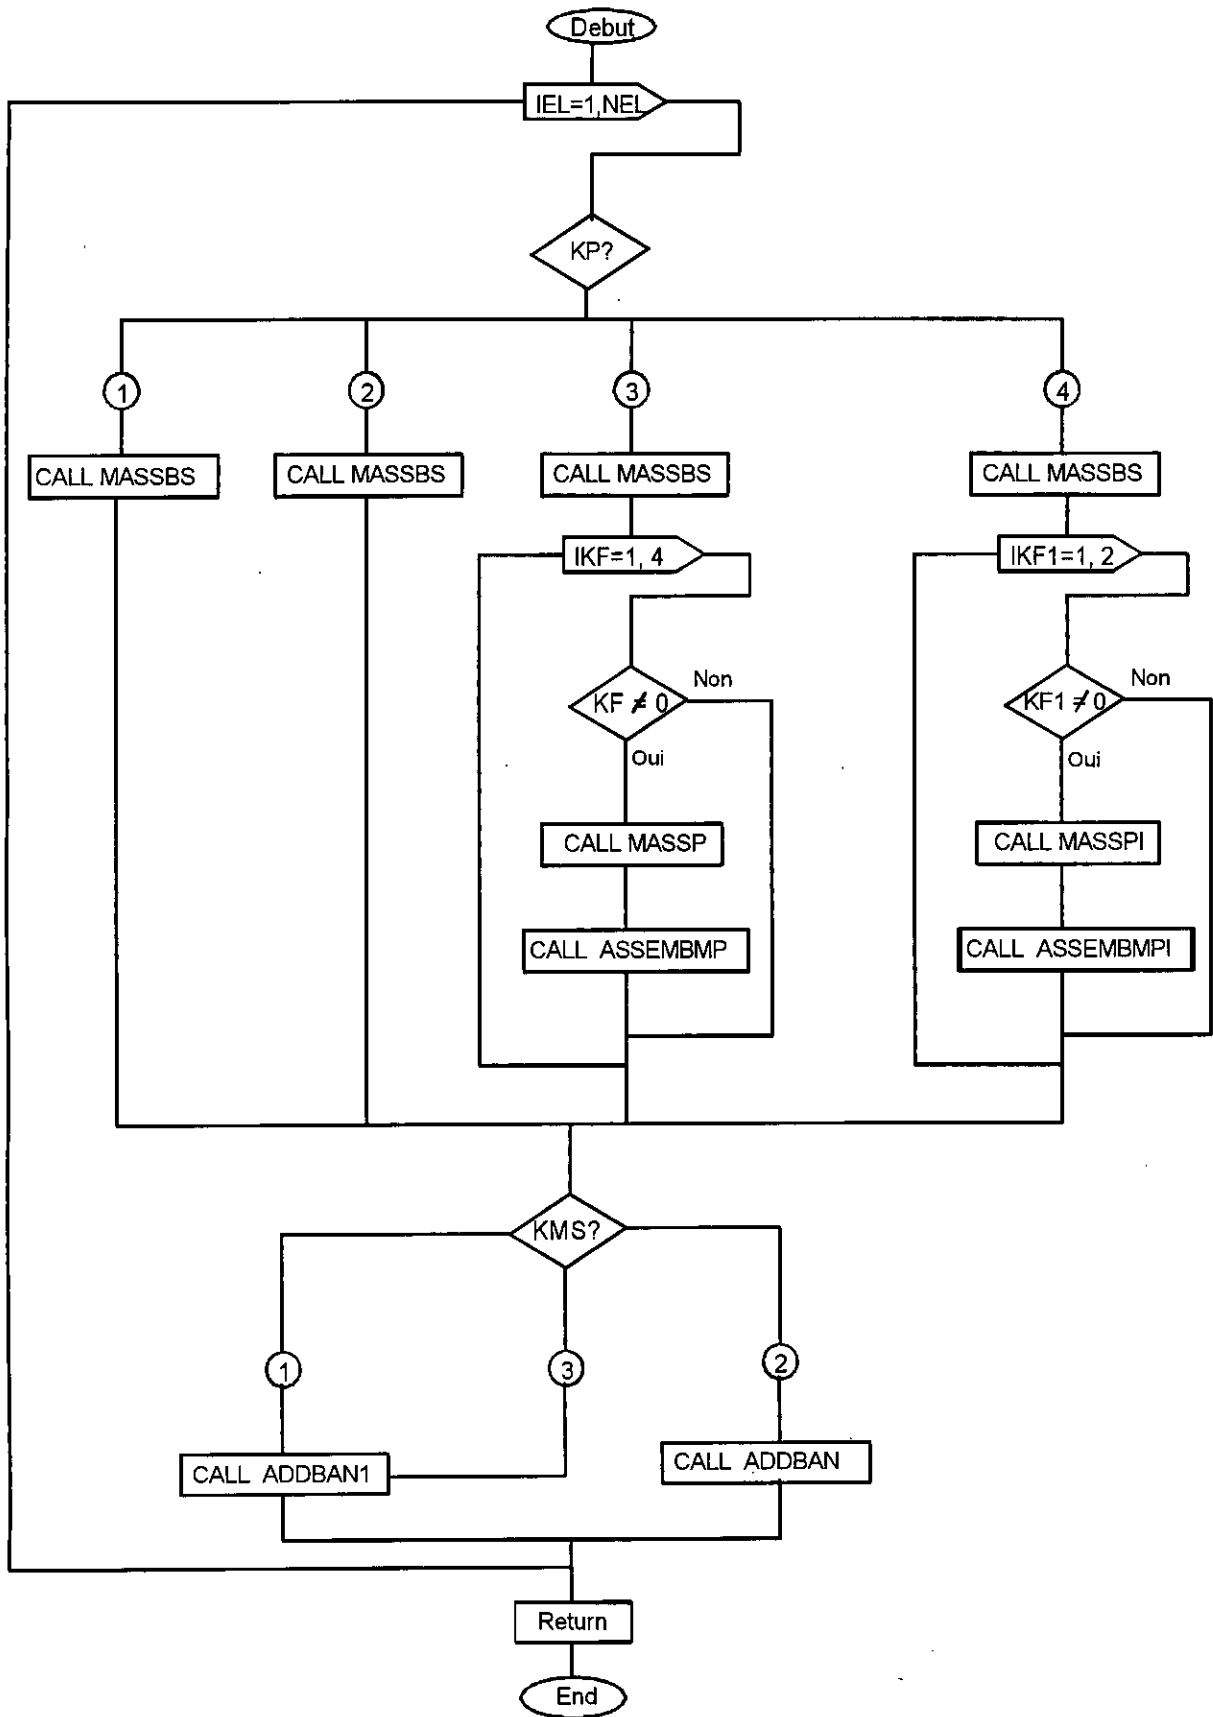 Debut
IEL=1,NEL
KP?
1
2
3
4
CALL MASSBS
CALL MASSBS
CALL MASSBS
CALL MASSBS
IKF=1, 4
IKF1=1, 2
KF ≠ 0
Non
KF1 ≠ 0
Non
Oui
Oui
CALL MASSP
CALL MASSPI
CALL ASSEMBMP
CALL ASSEMBMPI
KMS?
1
3
2
CALL ADDBAN1
CALL ADDBAN
Return
End